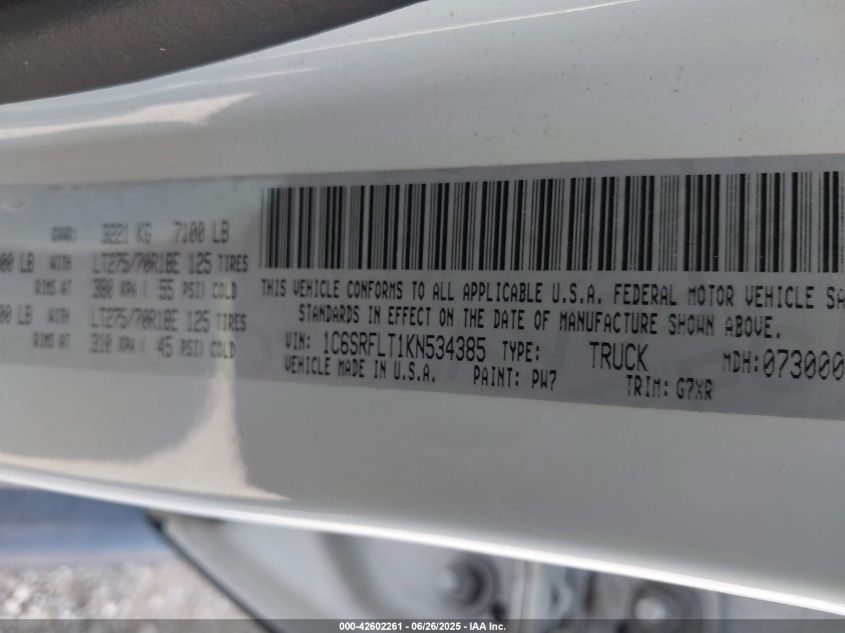 GVWR: 3221 KG 7100 LB
00 LB WITH LT275/70R18E 125 TIRES
RIMS AT 380 KPA ( 55 PSI) COLD
00 LB WITH LT275/70R18E 125 TIRES
310 KPA ( 45 PSI) COLD
THIS VEHICLE CONFORMS TO ALL APPLICABLE U.S.A. FEDERAL MOTOR VEHICLE SA
STANDARDS IN EFFECT ON THE DATE OF MANUFACTURE SHOWN ABOVE.
VIN: 1C6SRFLT1KN534385 TYPE: TRUCK MDH:073000
VEHICLE MADE IN U.S.A. PAINT: PW7 TRIM: G7XR
000-42602261 | 06/26/2025 - IAA Inc.